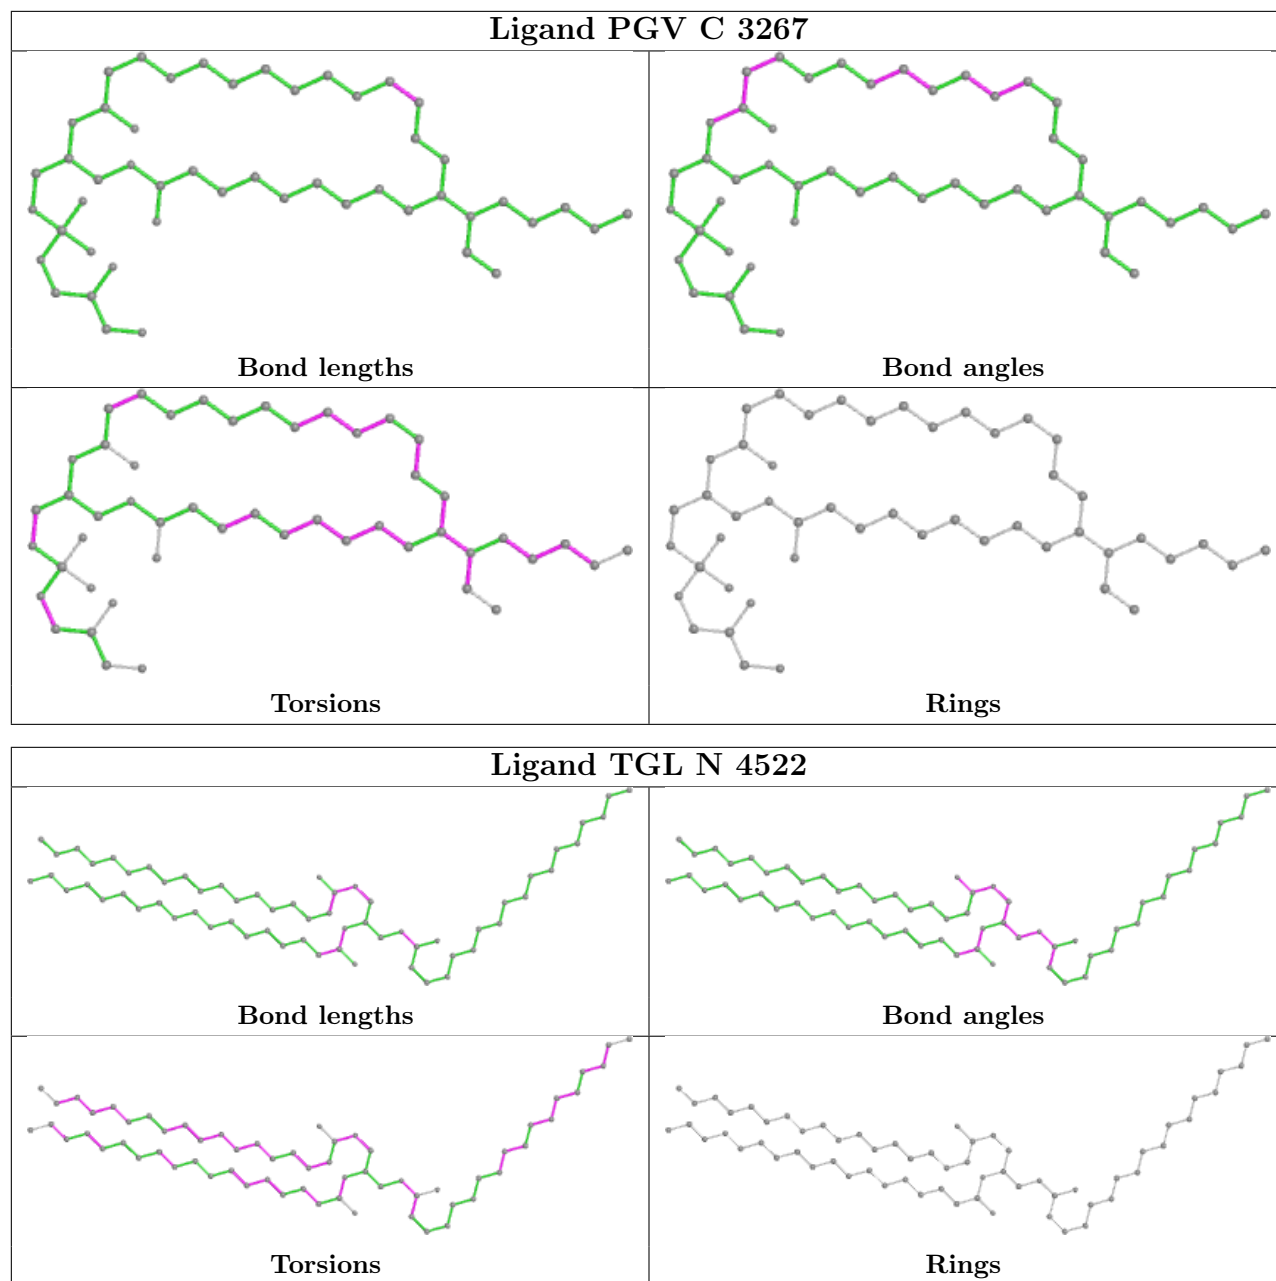 Ligand PGV C 3267
Bond lengths
Bond angles
Torsions
Rings
Ligand TGL N 4522
Bond lengths
Bond angles
Torsions
Rings